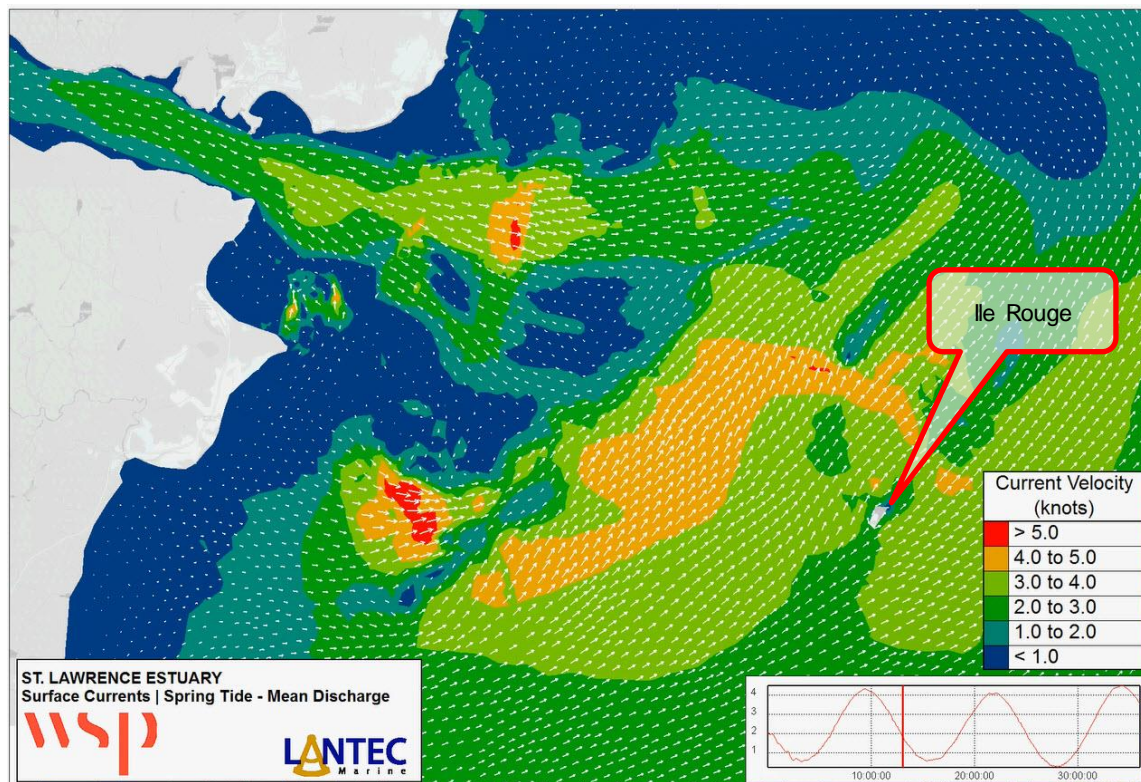 Ile Rouge
Current Velocity
(knots)
> 5.0
4.0 to 5.0
3.0 to 4.0
2.0 to 3.0
1.0 to 2.0
< 1.0
ST. LAWRENCE ESTUARY
Surface Currents | Spring Tide - Mean Discharge
wsp
LANTEC
Marine
4
3
2
1
10:00:00
20:00:00
30:00:00